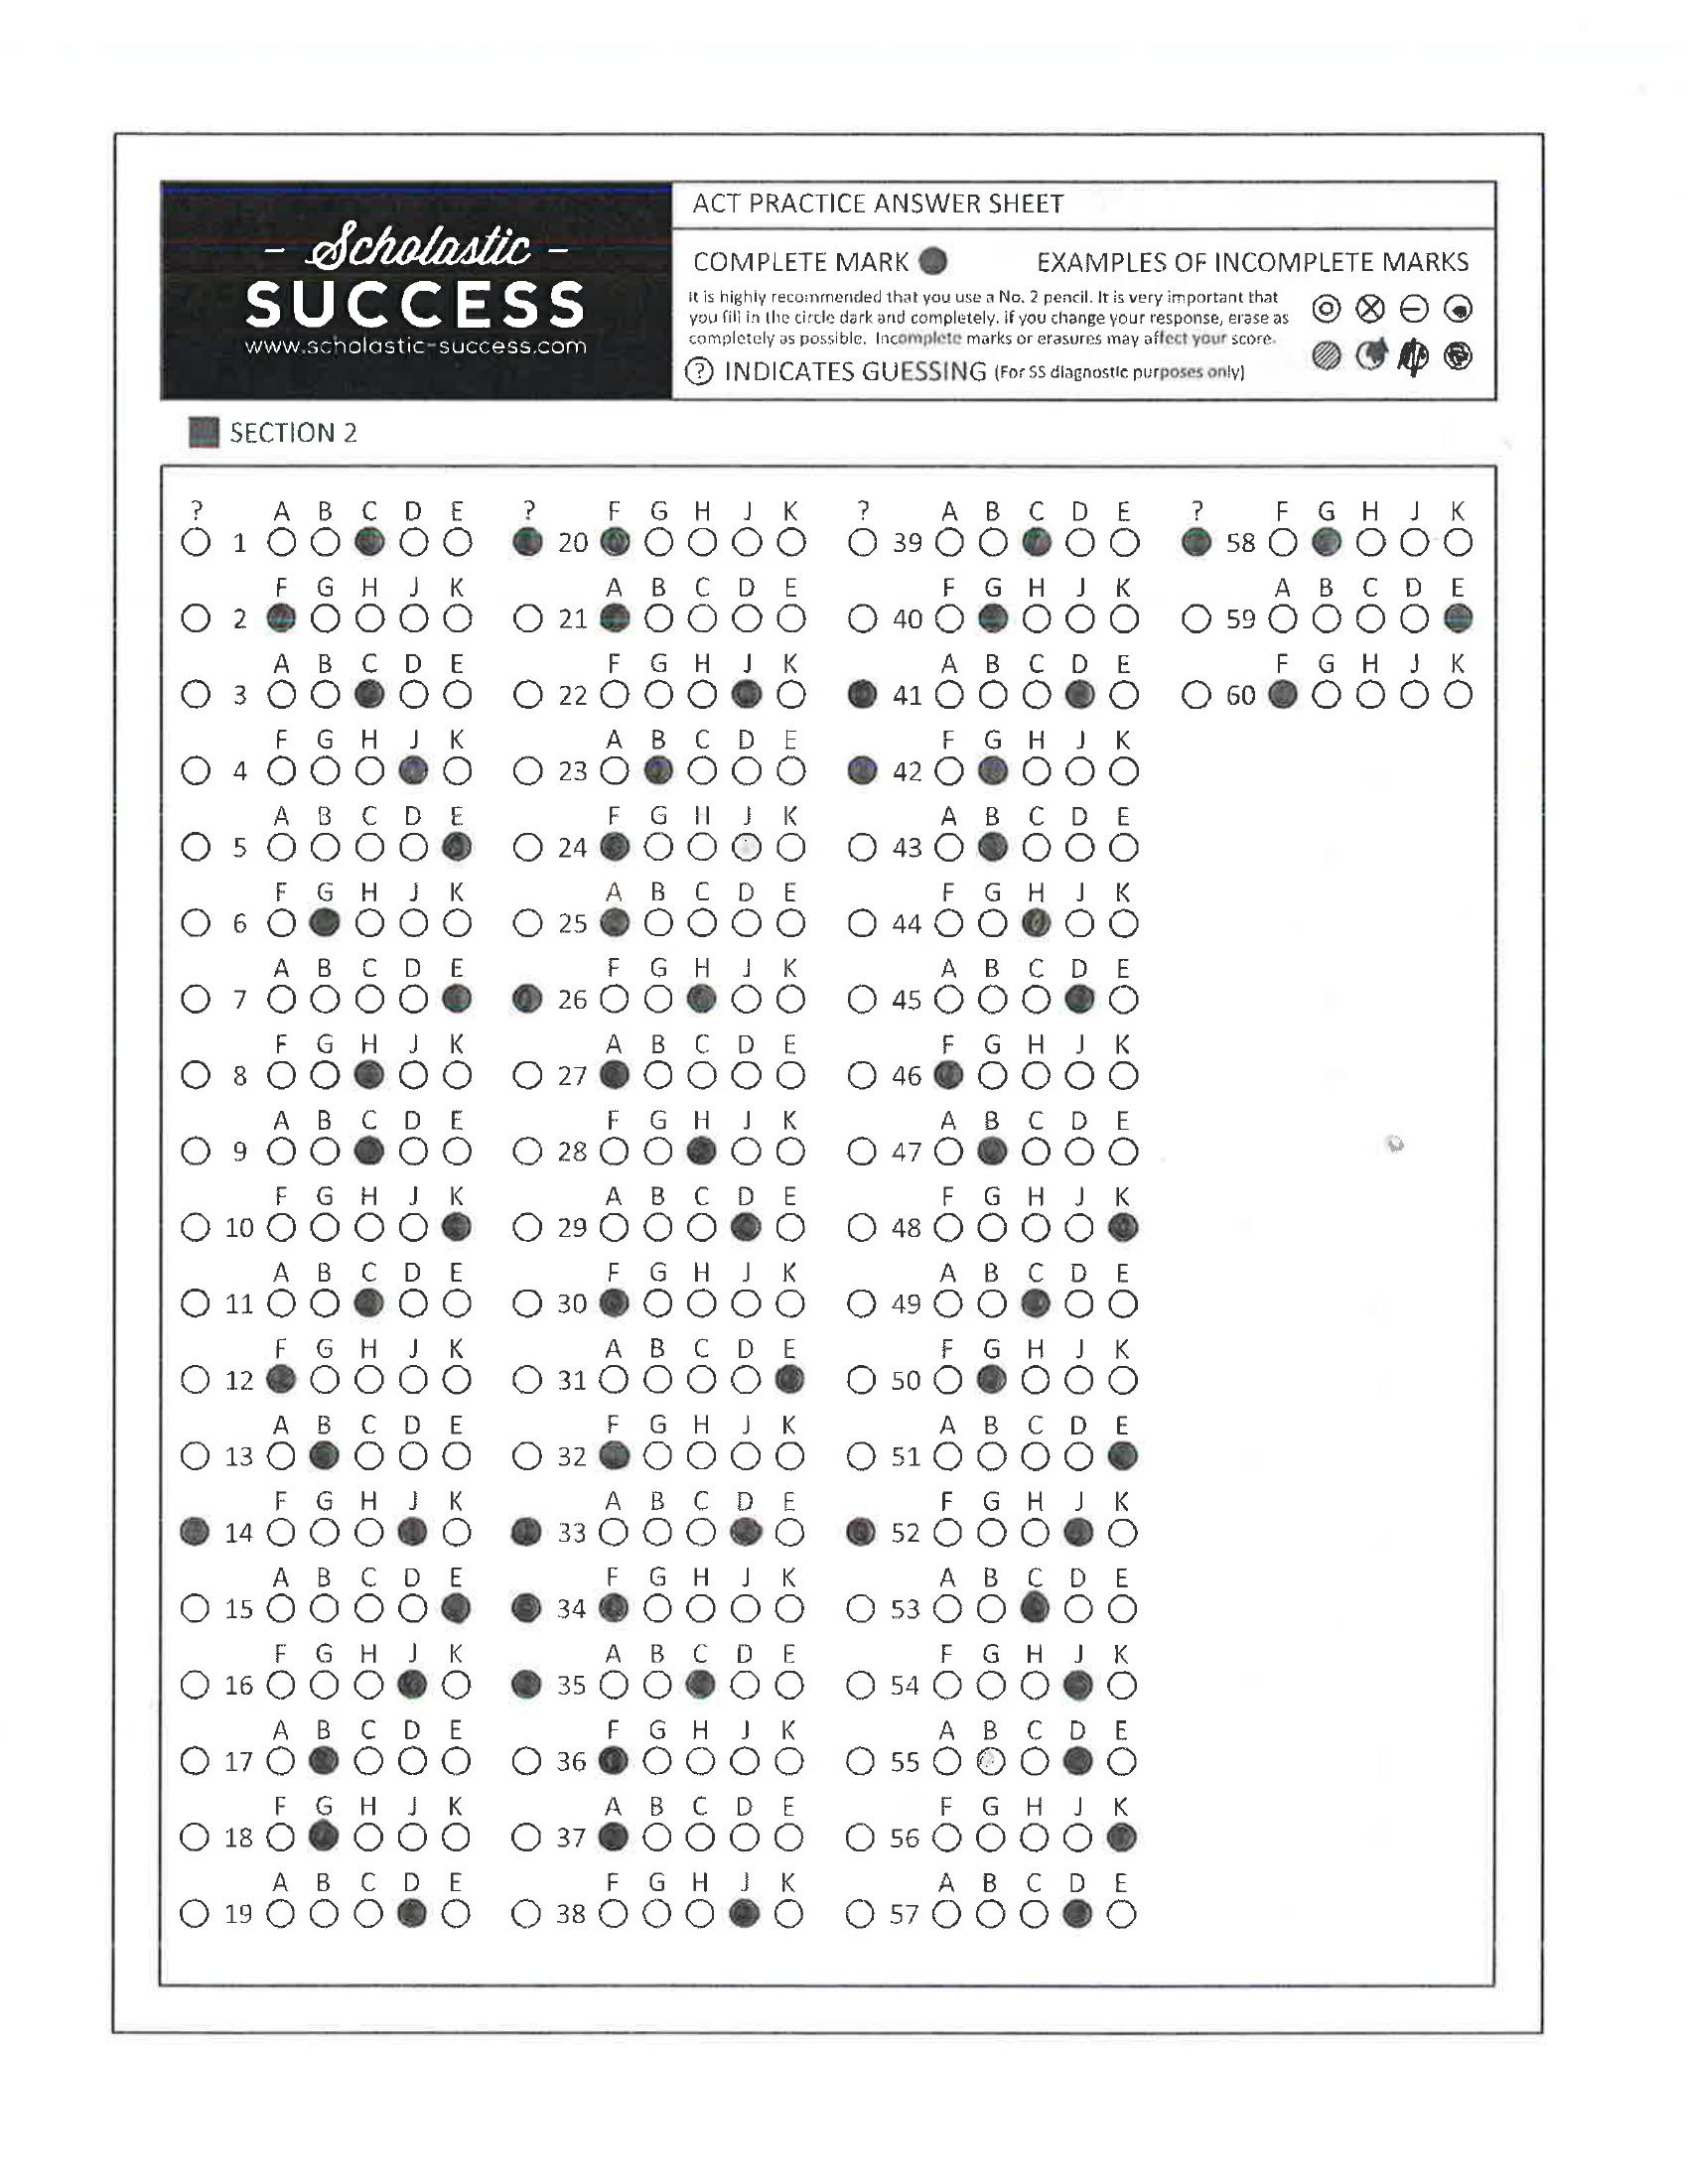 - Scholastic -
SUCCESS
www.scholastic-success.com
ACT PRACTICE ANSWER SHEET
COMPLETE MARK EXAMPLES OF INCOMPLETE MARKS
It is highly recommended that you use a No. 2 pencil. It is very important that
you fill in the circle dark and completely. If you change your response, erase as
completely as possible. Incomplete marks or erasures may affect your score.
? INDICATES GUESSING (For SS diagnostic purposes only)
SECTION 2
? A B C D E ? F G H J K ? A B C D E ? F G H J K
1 20 39 58
F G H J K A B C D E F G H J K A B C D E
2 21 40 59
A B C D E F G H J K A B C D E F G H J K
3 22 41 60
F G H J K A B C D E F G H J K
4 23 42
A B C D E F G H J K A B C D E
5 24 43
F G H J K A B C D E F G H J K
6 25 44
A B C D E F G H J K A B C D E
7 26 45
F G H J K A B C D E F G H J K
8 27 46
A B C D E F G H J K A B C D E
9 28 47
F G H J K A B C D E F G H J K
10 29 48
A B C D E F G H J K A B C D E
11 30 49
F G H J K A B C D E F G H J K
12 31 50
A B C D E F G H J K A B C D E
13 32 51
F G H J K A B C D E F G H J K
14 33 52
A B C D E F G H J K A B C D E
15 34 53
F G H J K A B C D E F G H J K
16 35 54
A B C D E F G H J K A B C D E
17 36 55
F G H J K A B C D E F G H J K
18 37 56
A B C D E F G H J K A B C D E
19 38 57